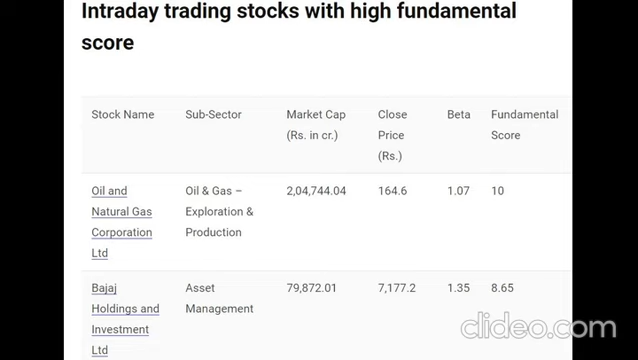 Intraday trading stocks with high fundamental
score
Stock Name Sub-Sector Market Cap Close Beta Fundamental
(Rs. in cr.) Price Score
(Rs.)
Oil and Oil & Gas – 2,04,744.04 164.6 1.07 10
Natural Gas Exploration &
Corporation Production
Ltd
Bajaj Asset 79,872.01 7,177.2 1.35 8.65
Holdings and Management
Investment
Ltd
clideo.com